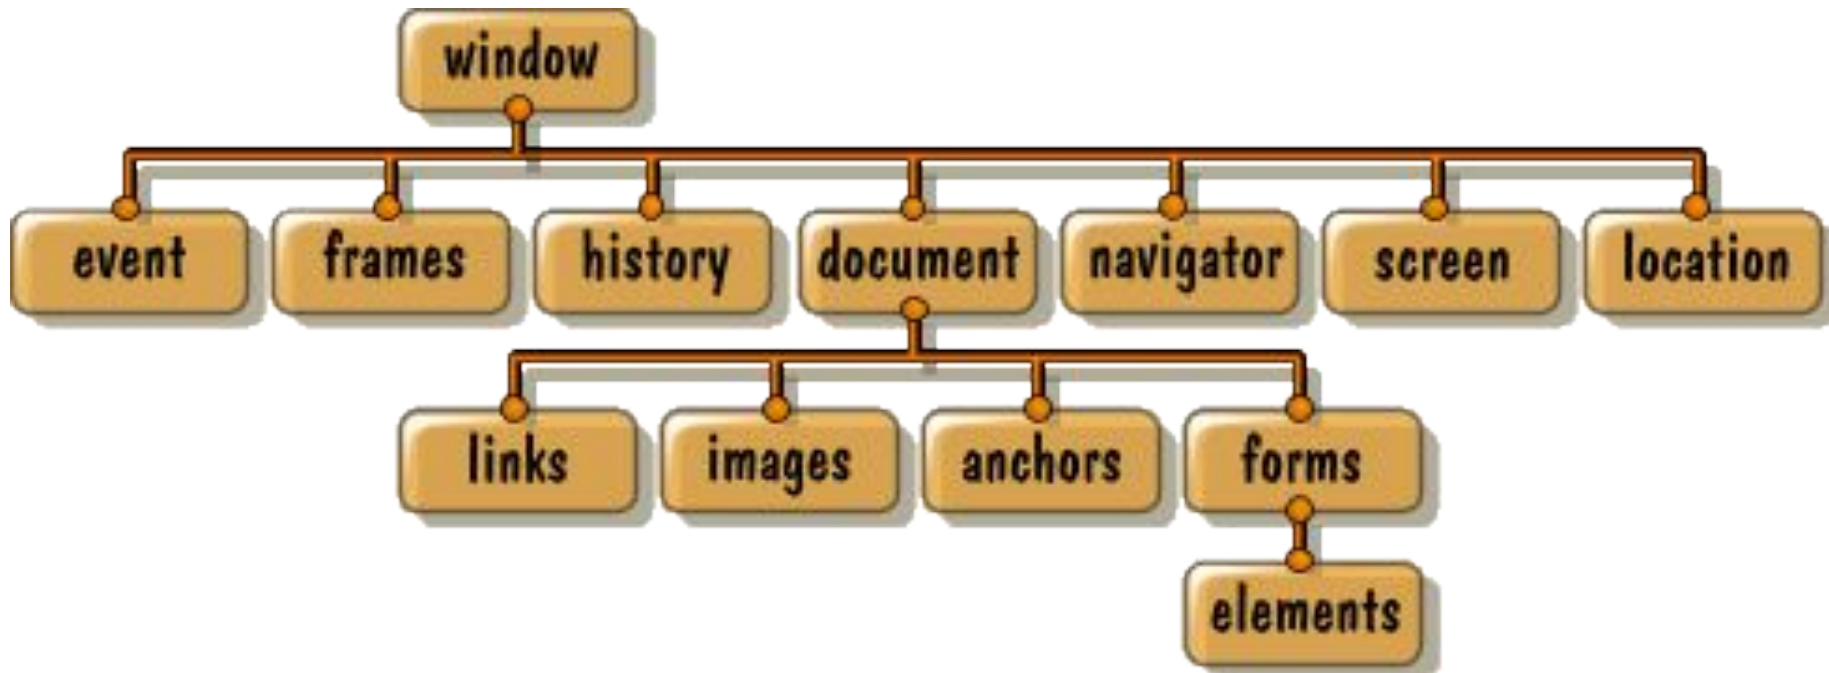 window
event frames history document navigator screen location
links images anchors forms
elements